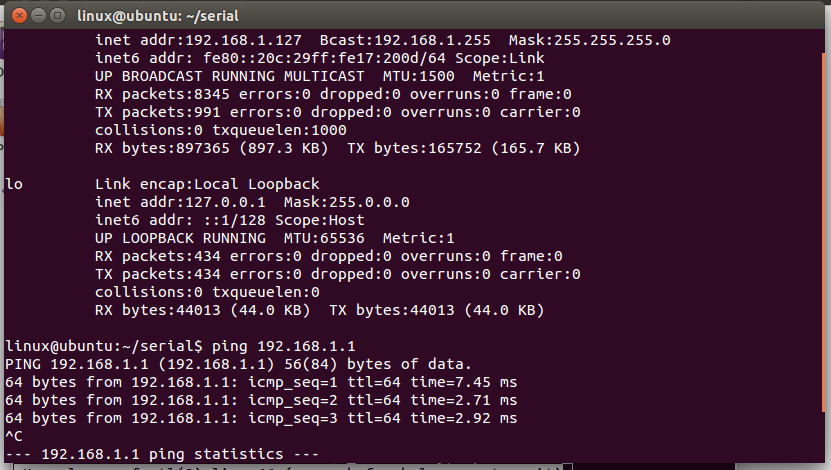 linux@ubuntu: ~/serial
inet addr:192.168.1.127  Bcast:192.168.1.255  Mask:255.255.255.0
inet6 addr: fe80::20c:29ff:fe17:200d/64 Scope:Link
UP BROADCAST RUNNING MULTICAST  MTU:1500  Metric:1
RX packets:8345 errors:0 dropped:0 overruns:0 frame:0
TX packets:991 errors:0 dropped:0 overruns:0 carrier:0
collisions:0 txqueuelen:1000
RX bytes:897365 (897.3 KB)  TX bytes:165752 (165.7 KB)
lo        Link encap:Local Loopback
inet addr:127.0.0.1  Mask:255.0.0.0
inet6 addr: ::1/128 Scope:Host
UP LOOPBACK RUNNING  MTU:65536  Metric:1
RX packets:434 errors:0 dropped:0 overruns:0 frame:0
TX packets:434 errors:0 dropped:0 overruns:0 carrier:0
collisions:0 txqueuelen:0
RX bytes:44013 (44.0 KB)  TX bytes:44013 (44.0 KB)
linux@ubuntu:~/serial$ ping 192.168.1.1
PING 192.168.1.1 (192.168.1.1) 56(84) bytes of data.
64 bytes from 192.168.1.1: icmp_seq=1 ttl=64 time=7.45 ms
64 bytes from 192.168.1.1: icmp_seq=2 ttl=64 time=2.71 ms
64 bytes from 192.168.1.1: icmp_seq=3 ttl=64 time=2.92 ms
^C
--- 192.168.1.1 ping statistics ---